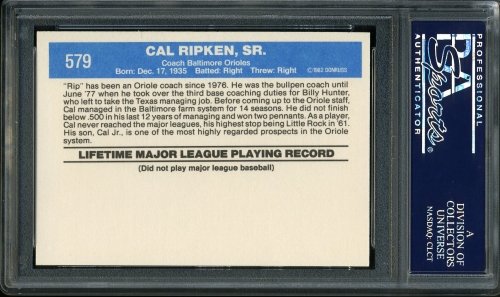 579
CAL RIPKEN, SR.
Coach Baltimore Orioles
Born: Dec. 17, 1935 Batted: Right Threw: Right ©1982 DONRUSS
"Rip" has been an Oriole coach since 1976. He was the bullpen coach until
June '77 when he took over the third base coaching duties for Billy Hunter,
who left to take the Texas managing job. Before coming up to the Oriole staff,
Cal managed in the Baltimore farm system for 14 seasons. He did not finish
below .500 in his last 12 years of managing and won two pennants. As a player,
Cal never reached the major leagues, his highest stop being Little Rock in '61.
His son, Cal Jr., is one of the most highly regarded prospects in the Oriole
system.
LIFETIME MAJOR LEAGUE PLAYING RECORD
(Did not play major league baseball)
PSA
Sports
AUTHENTICATOR
A
DIVISION OF
COLLECTORS
UNIVERSE
NASDAQ: CLCT